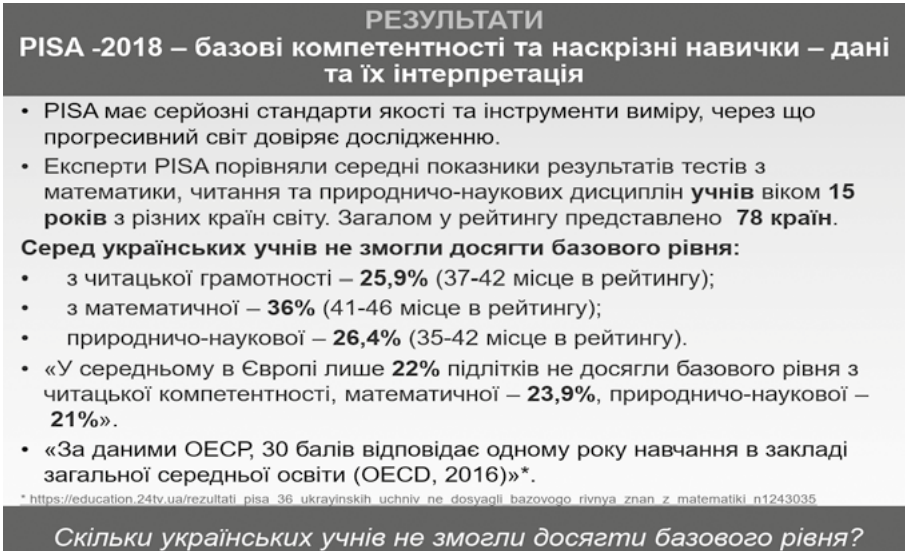 РЕЗУЛЬТАТИ
PISA -2018 – базові компетентності та наскрізні навички – дані
та їх інтерпретація
• PISA має серйозні стандарти якості та інструменти виміру, через що
прогресивний світ довіряє дослідженню.
• Експерти PISA порівняли середні показники результатів тестів з
математики, читання та природничо-наукових дисциплін учнів віком 15
років з різних країн світу. Загалом у рейтингу представлено 78 країн.
Серед українських учнів не змогли досягти базового рівня:
• з читацької грамотності – 25,9% (37-42 місце в рейтингу);
• з математичної – 36% (41-46 місце в рейтингу);
• природничо-наукової – 26,4% (35-42 місце в рейтингу).
• «У середньому в Європі лише 22% підлітків не досягли базового рівня з
читацької компетентності, математичної – 23,9%, природничо-наукової –
21%».
• «За даними ОЕСР, 30 балів відповідає одному року навчання в закладі
загальної середньої освіти (OECD, 2016)»*.
* https://education.24tv.ua/rezultati_pisa_36_ukrayinskih_uchniv_ne_dosyagli_bazovogo_rivnya_znan_z_matematiki_n1243035
Скільки українських учнів не змогли досягти базового рівня?